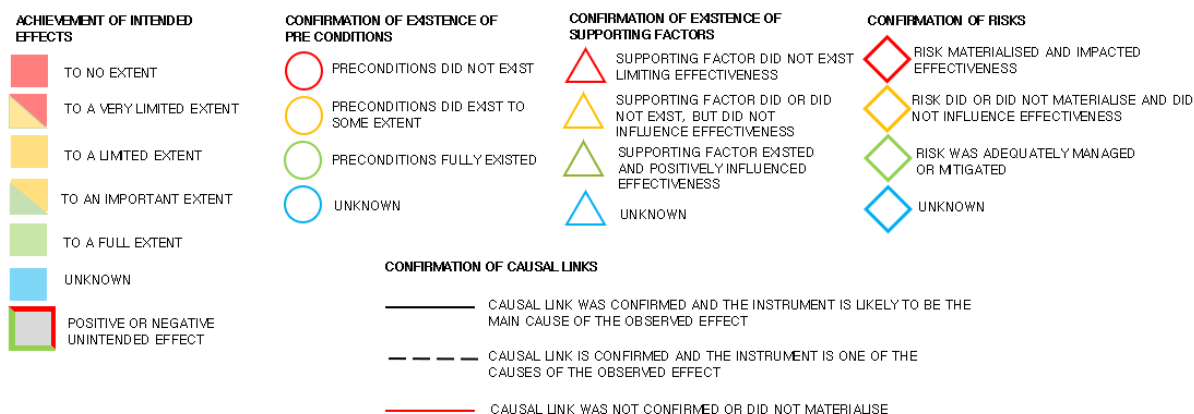 ACHIEVEMENT OF INTENDED
EFFECTS
TO NO EXTENT
TO A VERY LIMITED EXTENT
TO A LIMITED EXTENT
TO AN IMPORTANT EXTENT
TO A FULL EXTENT
UNKNOWN
POSITIVE OR NEGATIVE
UNINTENDED EFFECT
CONFIRMATION OF EXISTENCE OF
PRE CONDITIONS
PRECONDITIONS DID NOT EXIST
PRECONDITIONS DID EXIST TO
SOME EXTENT
PRECONDITIONS FULLY EXISTED
UNKNOWN
CONFIRMATION OF EXISTENCE OF
SUPPORTING FACTORS
SUPPORTING FACTOR DID NOT EXIST
LIMITING EFFECTIVENESS
SUPPORTING FACTOR DID OR DID
NOT EXIST, BUT DID NOT
INFLUENCE EFFECTIVENESS
SUPPORTING FACTOR EXISTED
AND POSITIVELY INFLUENCED
EFFECTIVENESS
UNKNOWN
CONFIRMATION OF RISKS
RISK MATERIALISED AND IMPACTED
EFFECTIVENESS
RISK DID OR DID NOT MATERIALISE AND DID
NOT INFLUENCE EFFECTIVENESS
RISK WAS ADEQUATELY MANAGED
OR MITIGATED
UNKNOWN
CONFIRMATION OF CAUSAL LINKS
CAUSAL LINK WAS CONFIRMED AND THE INSTRUMENT IS LIKELY TO BE THE
MAIN CAUSE OF THE OBSERVED EFFECT
CAUSAL LINK IS CONFIRMED AND THE INSTRUMENT IS ONE OF THE
CAUSES OF THE OBSERVED EFFECT
CAUSAL LINK WAS NOT CONFIRMED OR DID NOT MATERIALISE